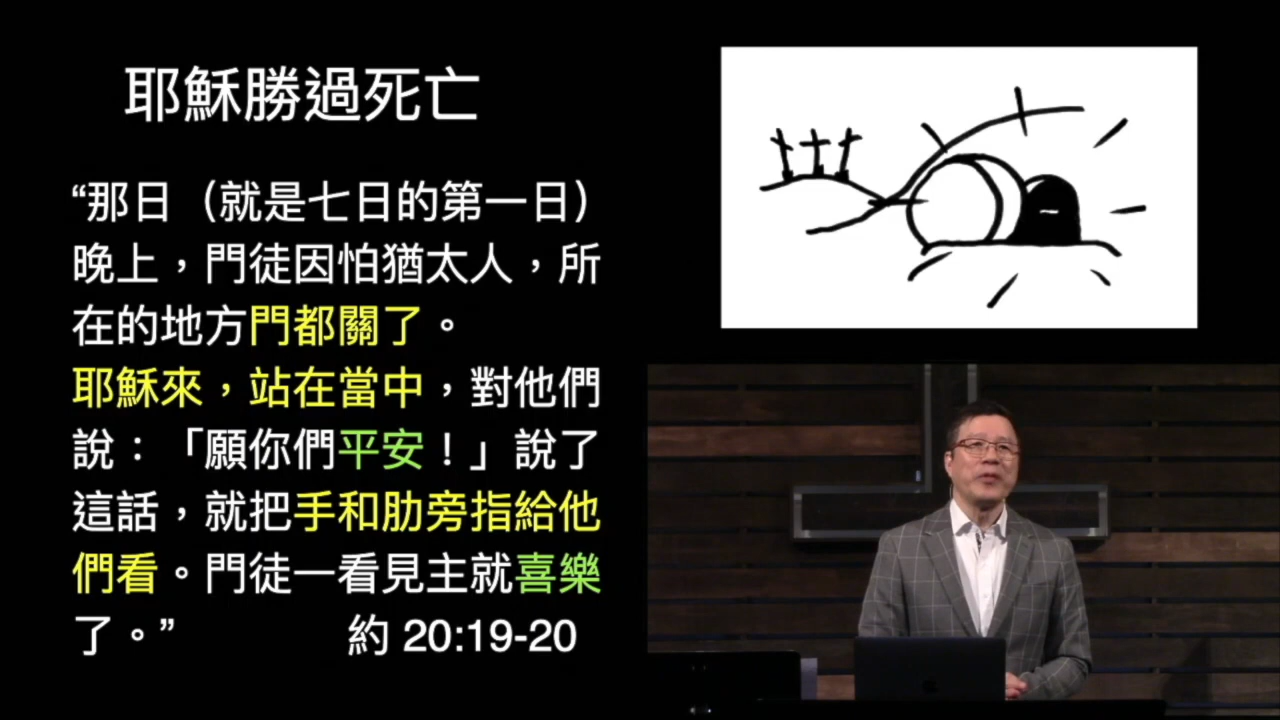 耶穌勝過死亡
“那日（就是七日的第一日）
晚上，門徒因怕猶太人，所
在的地方門都關了。
耶穌來，站在當中，對他們
說：「願你們平安！」說了
這話，就把手和肋旁指給他
們看。門徒一看見主就喜樂
了。” 約 20:19-20